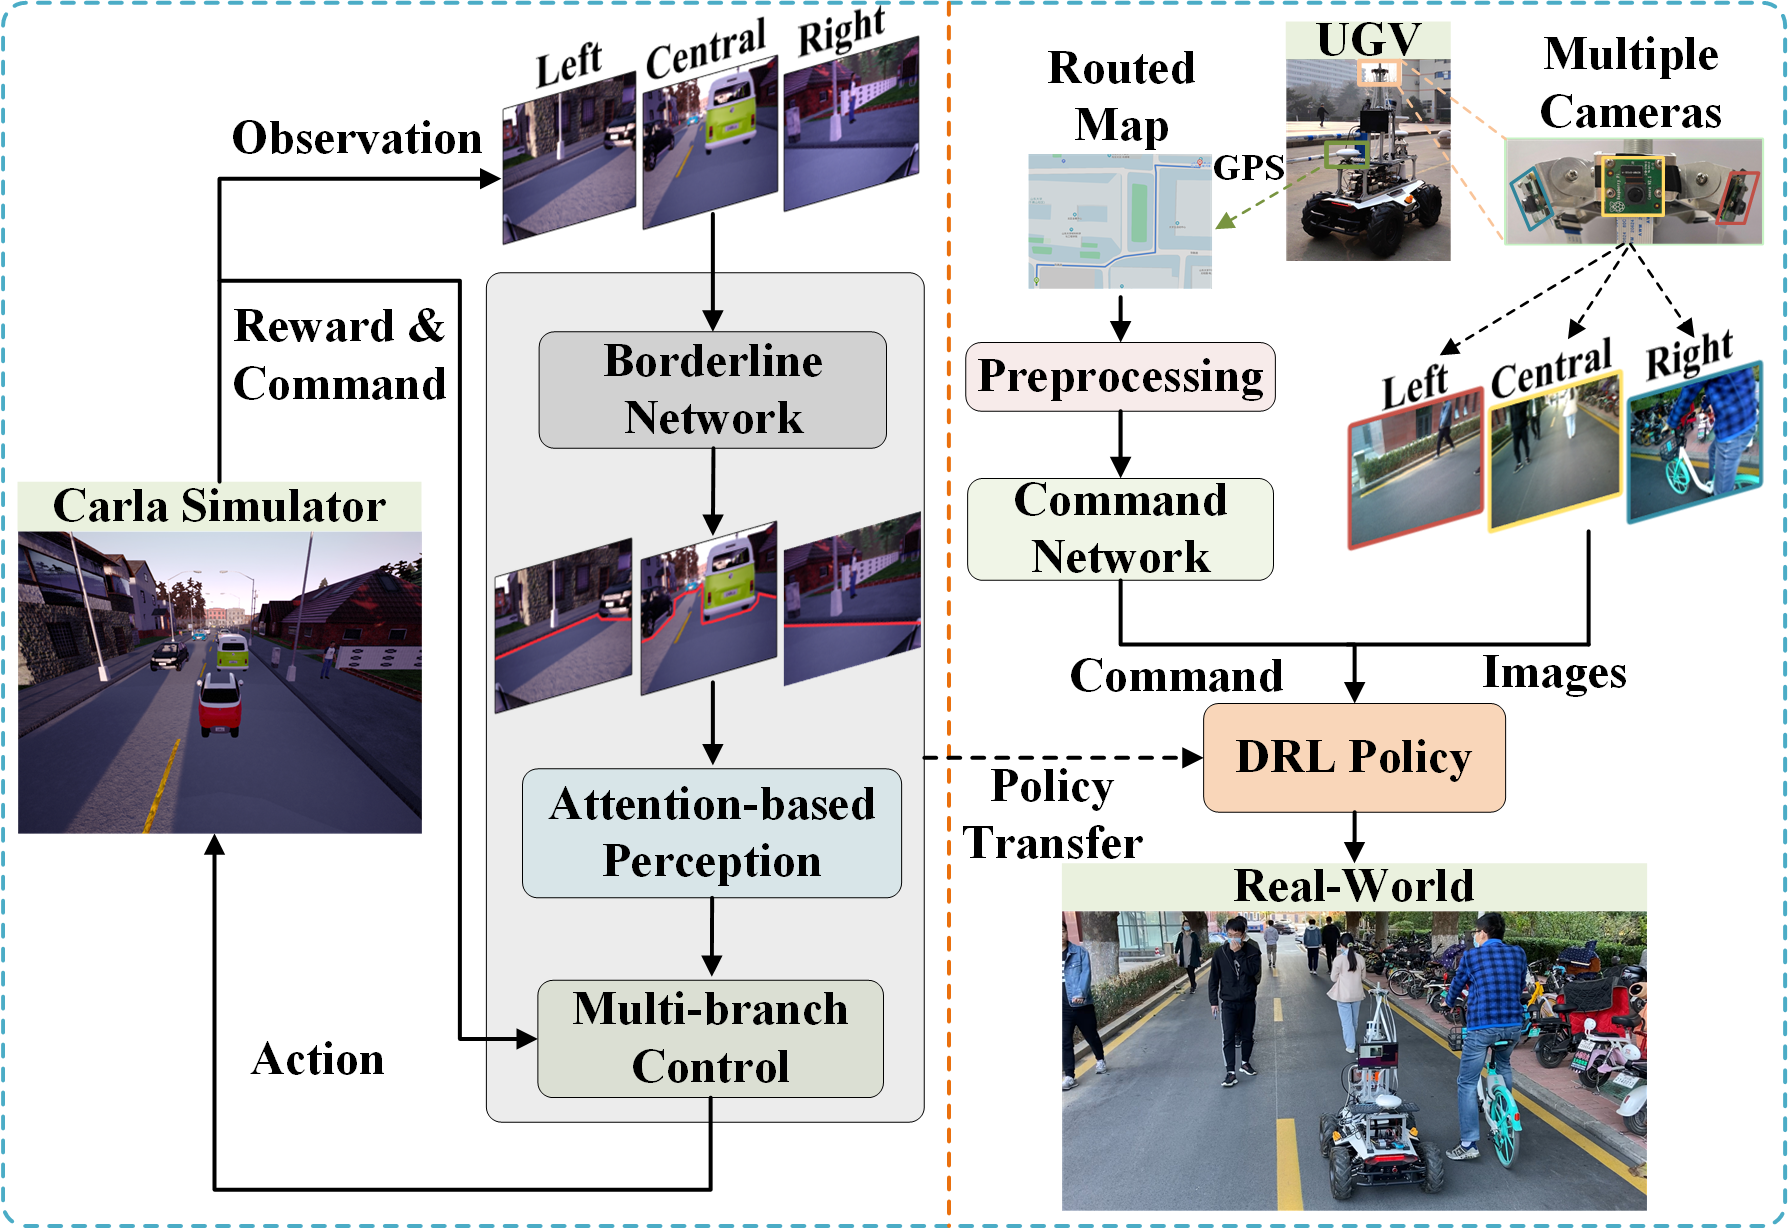 Left
Central
Right
Observation
Reward &
Command
Borderline
Network
Carla Simulator
Attention-based
Perception
Multi-branch
Control
Action
Routed
Map
GPS
UGV
Multiple
Cameras
Preprocessing
Command
Network
Left
Central
Right
Command
Images
DRL Policy
Policy
Transfer
Real-World